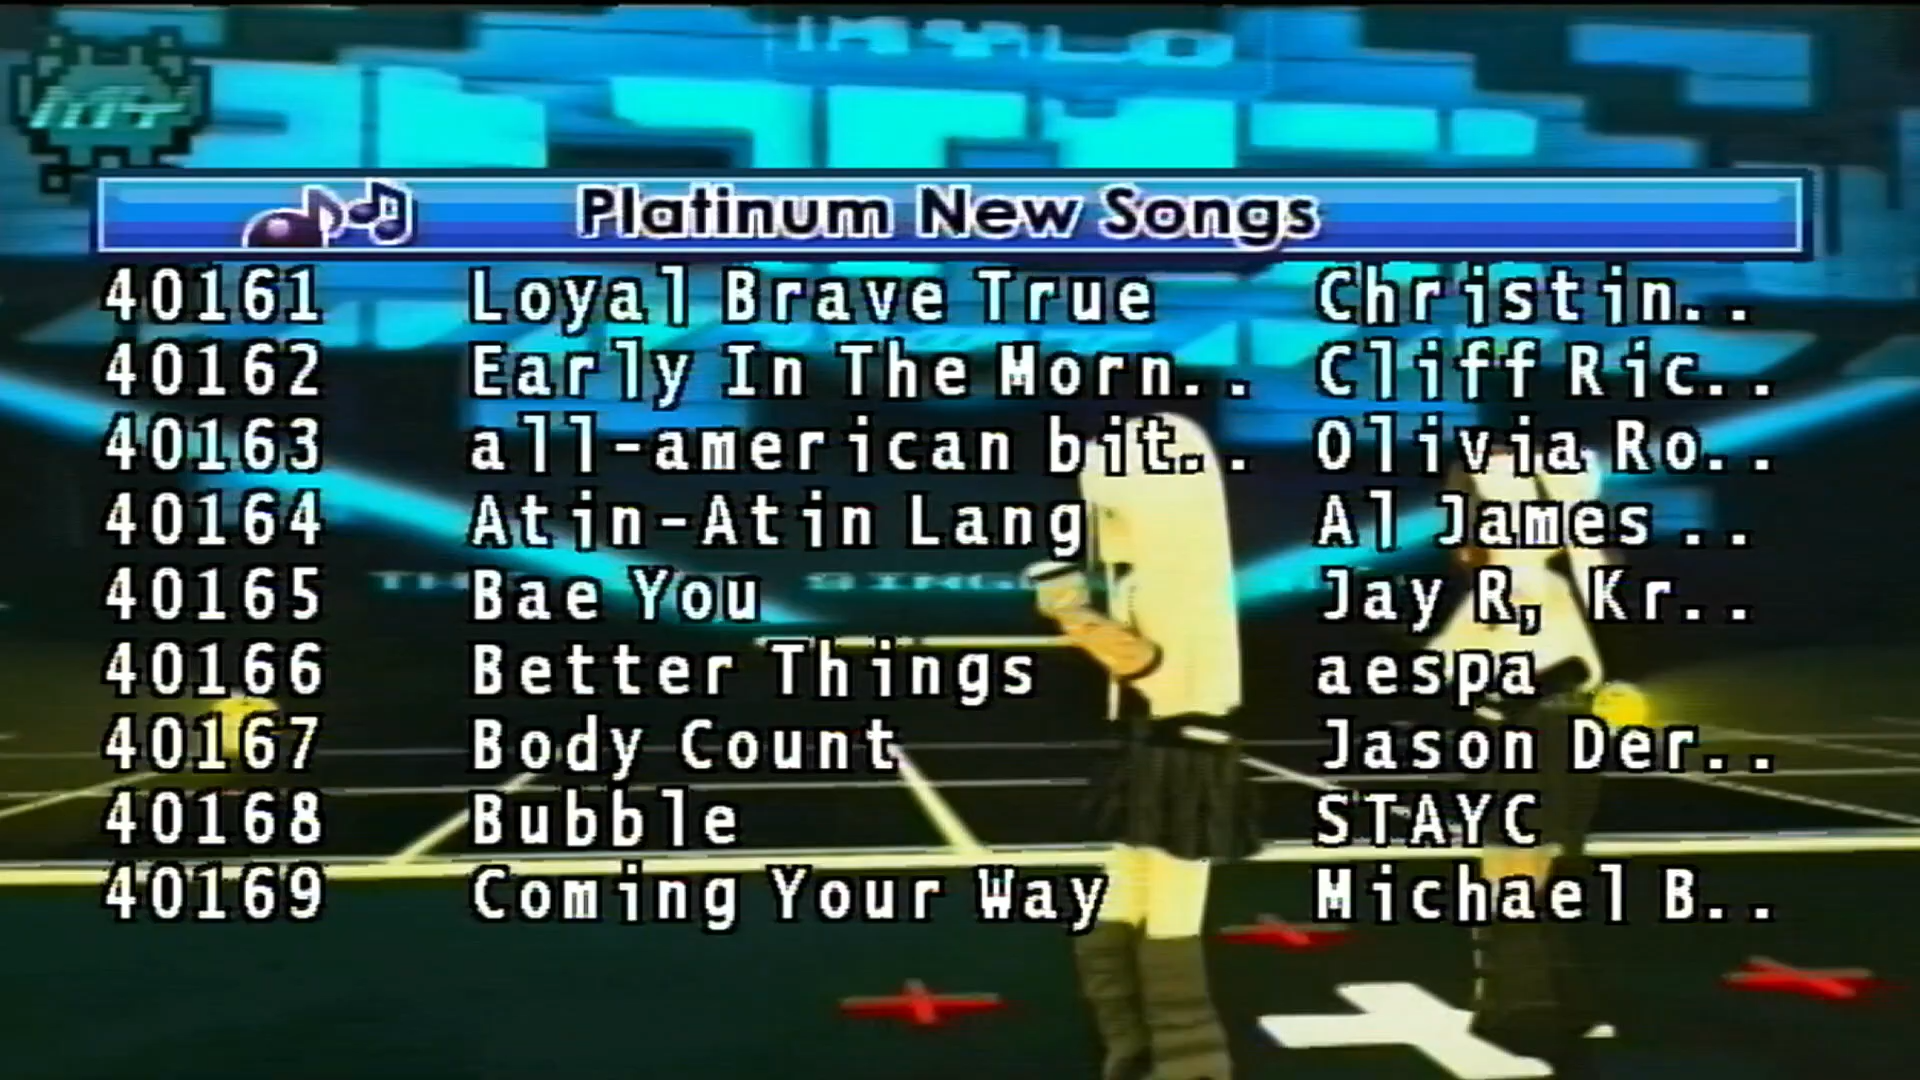 Platinum New Songs
40161 Loyal Brave True Christin..
40162 Early In The Morn.. Cliff Ric..
40163 all-american bit.. Olivia Ro..
40164 Atin-Atin Lang Al James ..
40165 Bae You Jay R, Kr..
40166 Better Things aespa
40167 Body Count Jason Der..
40168 Bubble STAYC
40169 Coming Your Way Michael B..